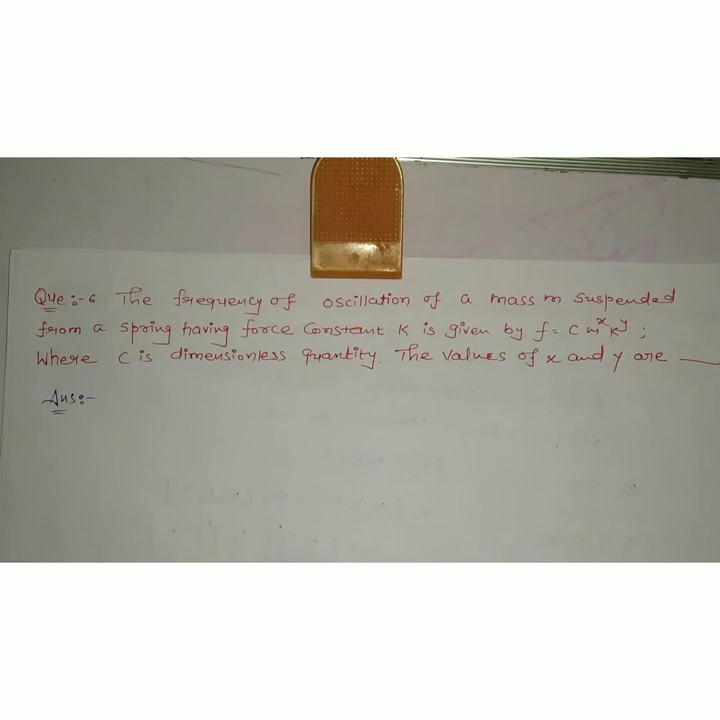 Que :- 6 The frequency of oscillation of a mass m suspended
from a spring having force constant K is given by f = C m^x K^y ;
Where C is dimensionless quantity. The values of x and y are ___
Ans :-